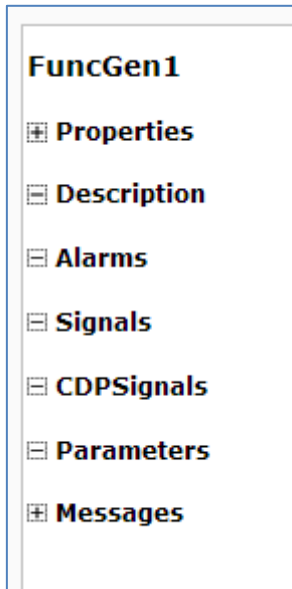 FuncGen1
Properties
Description
Alarms
Signals
CDPSignals
Parameters
Messages